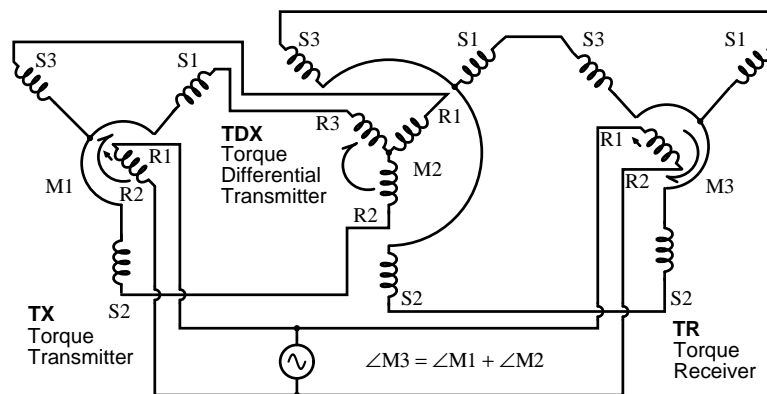 S3
S1
S3
S1
S3
S1
R3
R1
TDX
Torque
Differential
Transmitter
R1
R1
M1
R2
M2
R2
M3
R2
S2
S2
S2
TX
Torque
Transmitter
∠M3 = ∠M1 + ∠M2
TR
Torque
Receiver